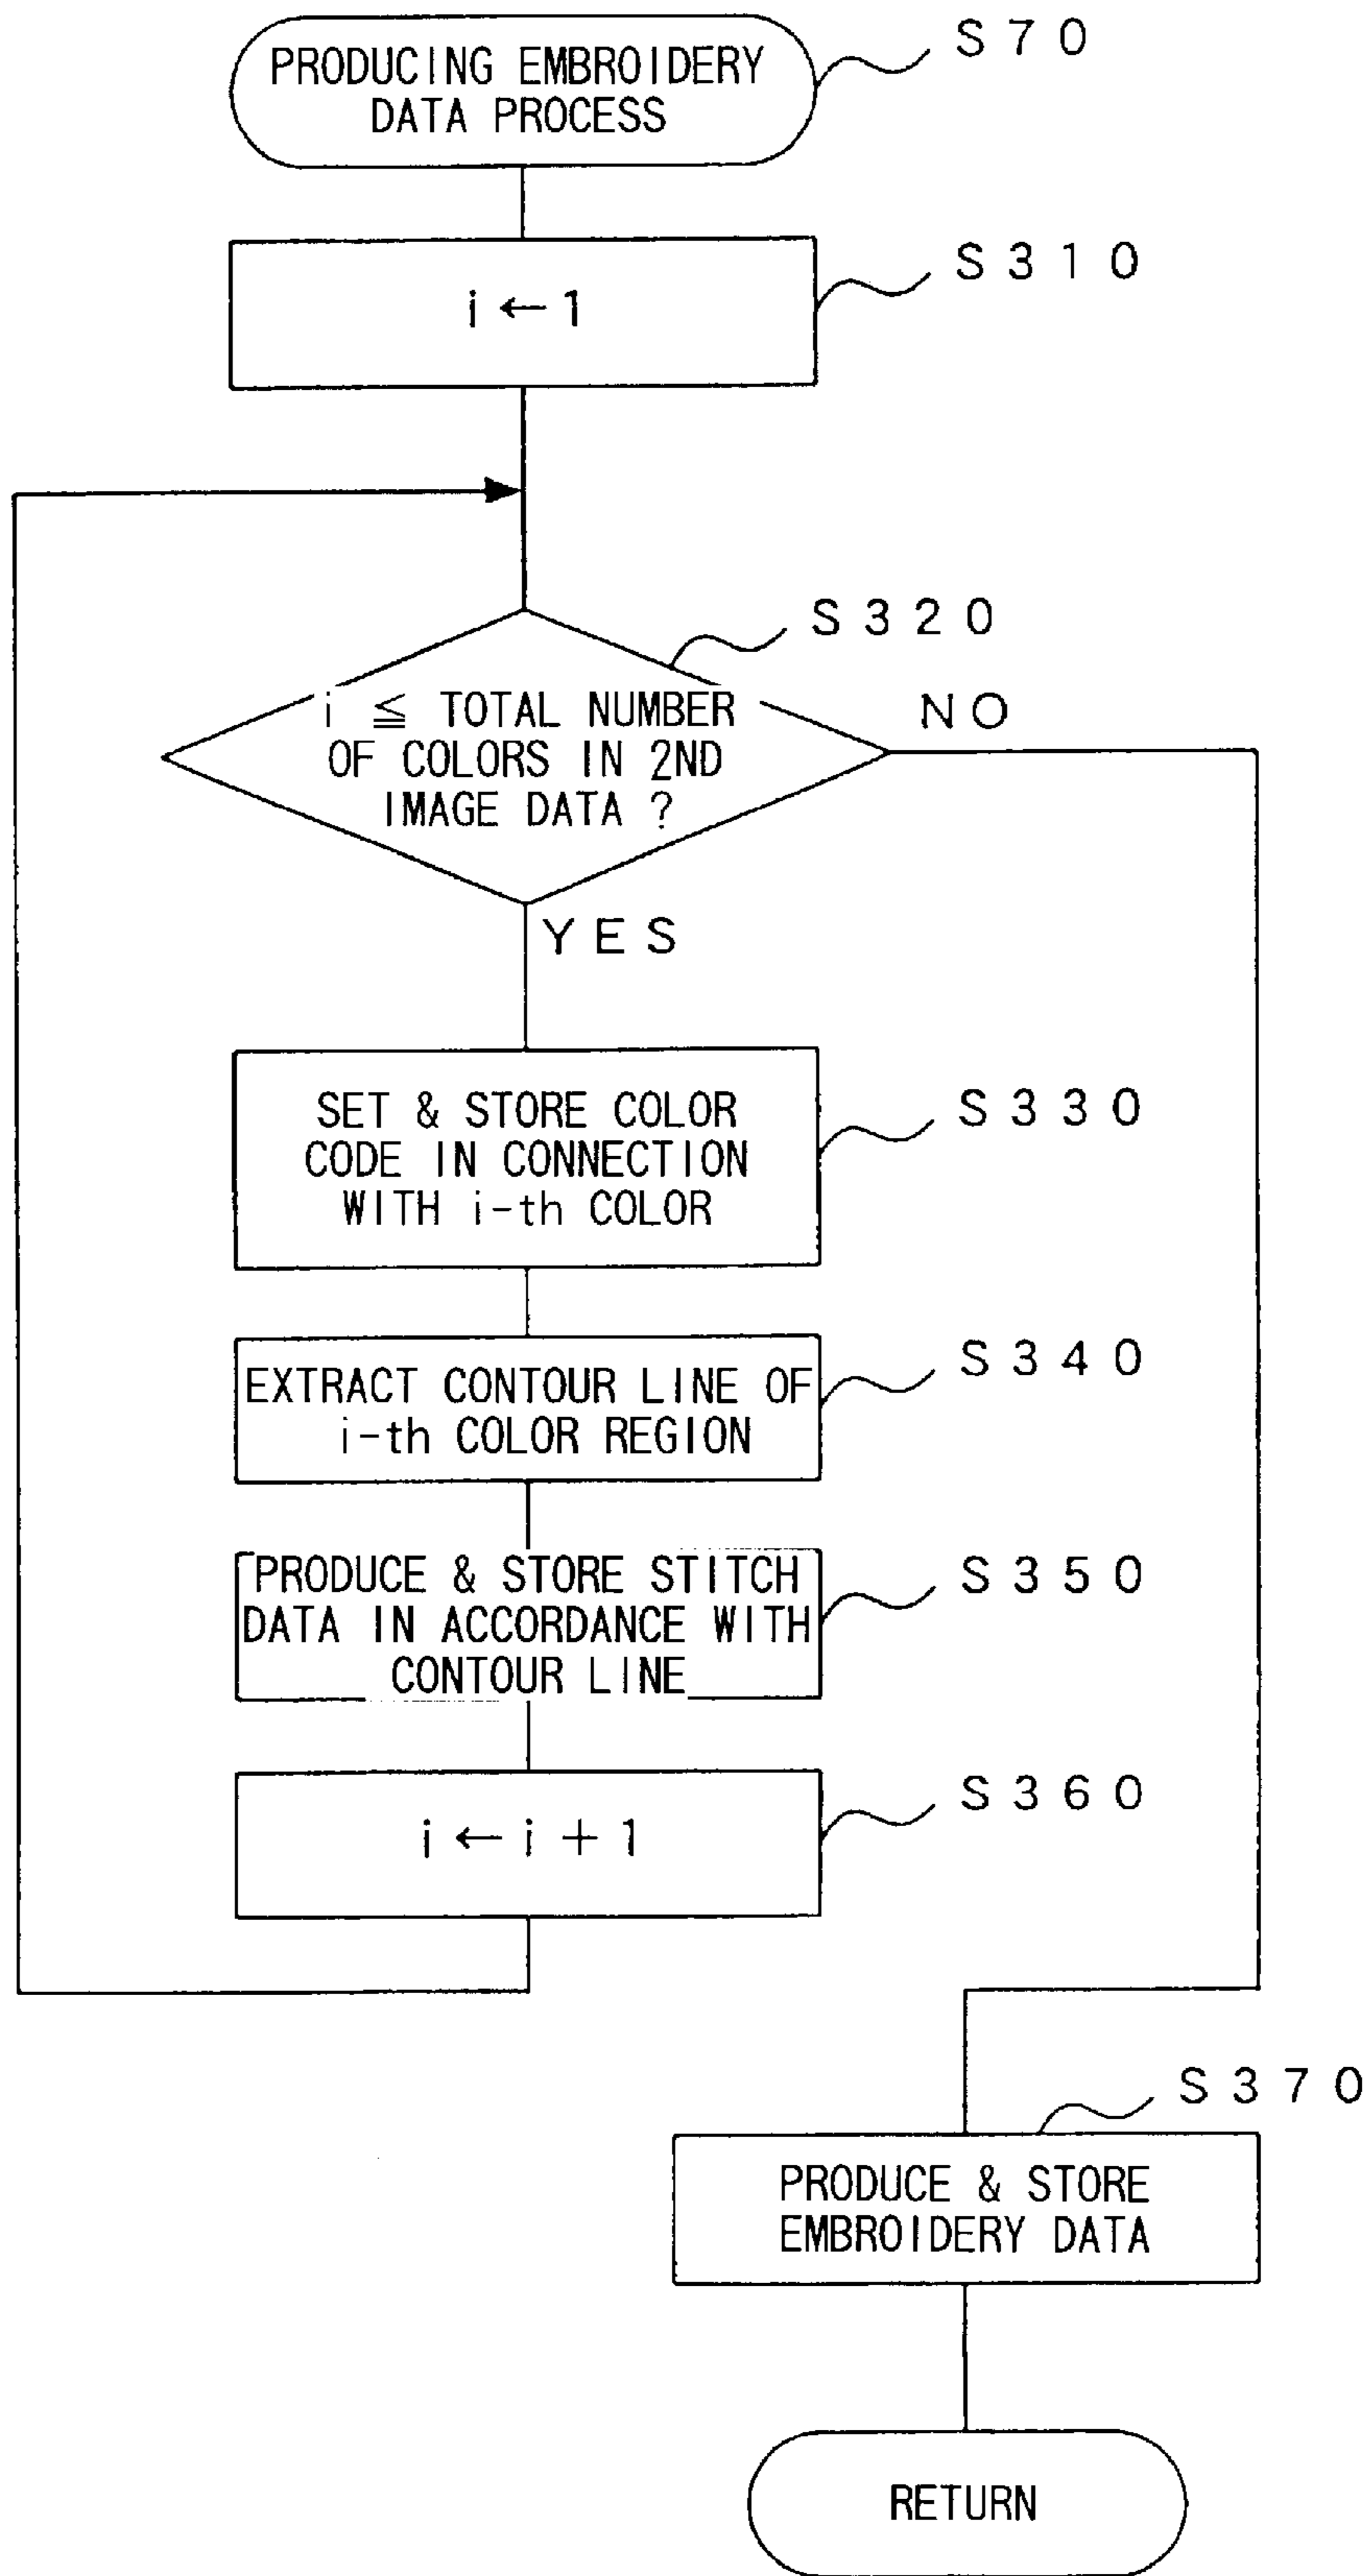 PRODUCING EMBROIDERY
DATA PROCESS
S70
S310
i ← 1
S320
i ≦ TOTAL NUMBER
OF COLORS IN 2ND
IMAGE DATA ?
NO
YES
SET & STORE COLOR
CODE IN CONNECTION
WITH i-th COLOR
S330
EXTRACT CONTOUR LINE OF
i-th COLOR REGION
S340
PRODUCE & STORE STITCH
DATA IN ACCORDANCE WITH
CONTOUR LINE
S350
i ← i + 1
S360
S370
PRODUCE & STORE
EMBROIDERY DATA
RETURN